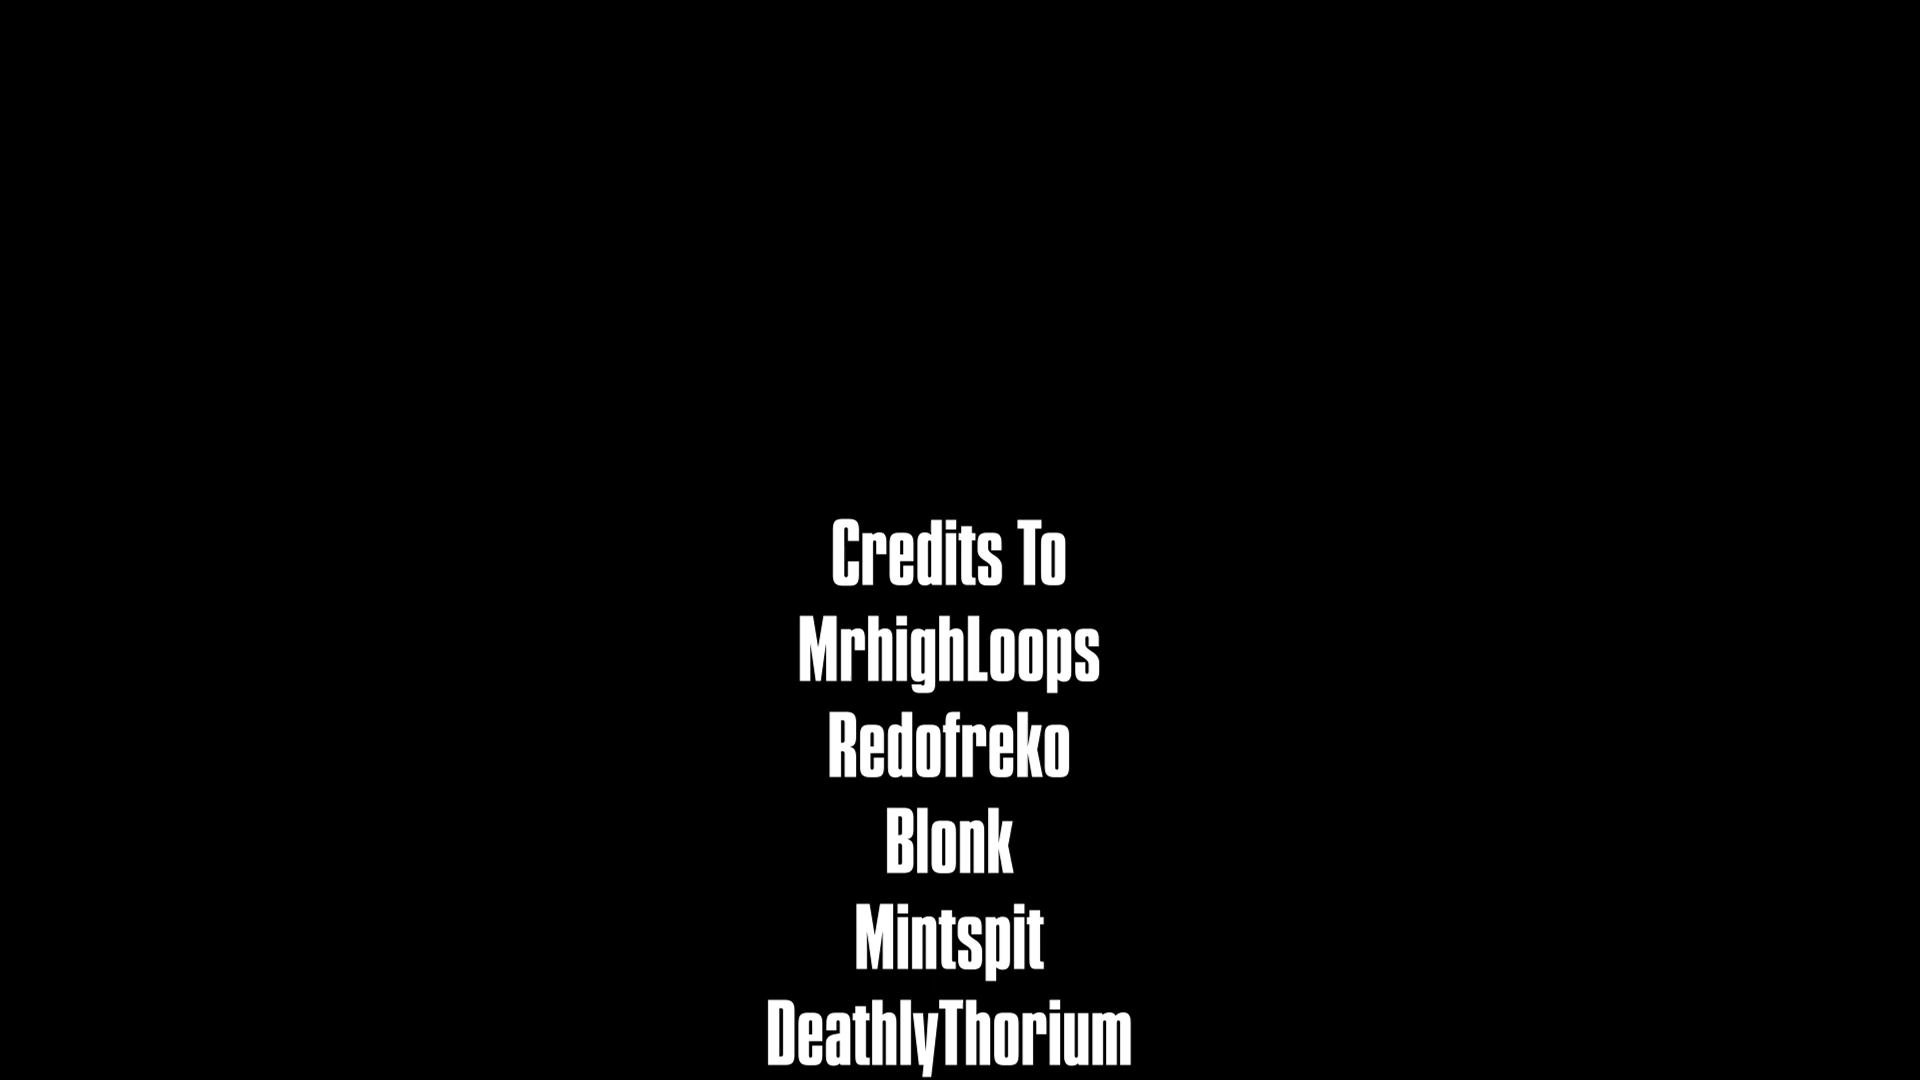 Credits To
MrhighLoops
Redofreko
Blonk
Mintspit
DeathlyThorium